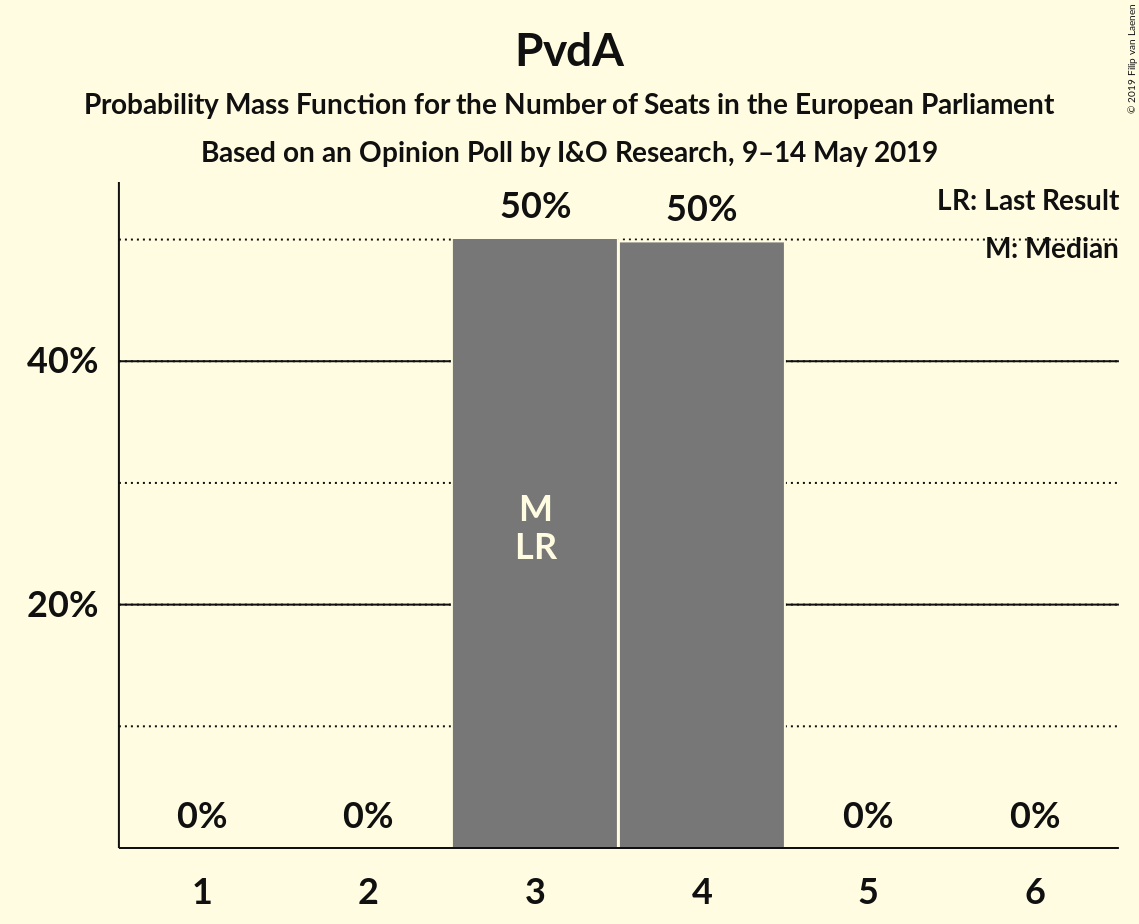 PvdA
Probability Mass Function for the Number of Seats in the European Parliament
Based on an Opinion Poll by I&O Research, 9–14 May 2019
© 2019 Filip van Laenen
LR: Last Result
M: Median
50%
50%
40%
20%
M
LR
0%
0%
0%
0%
1
2
3
4
5
6